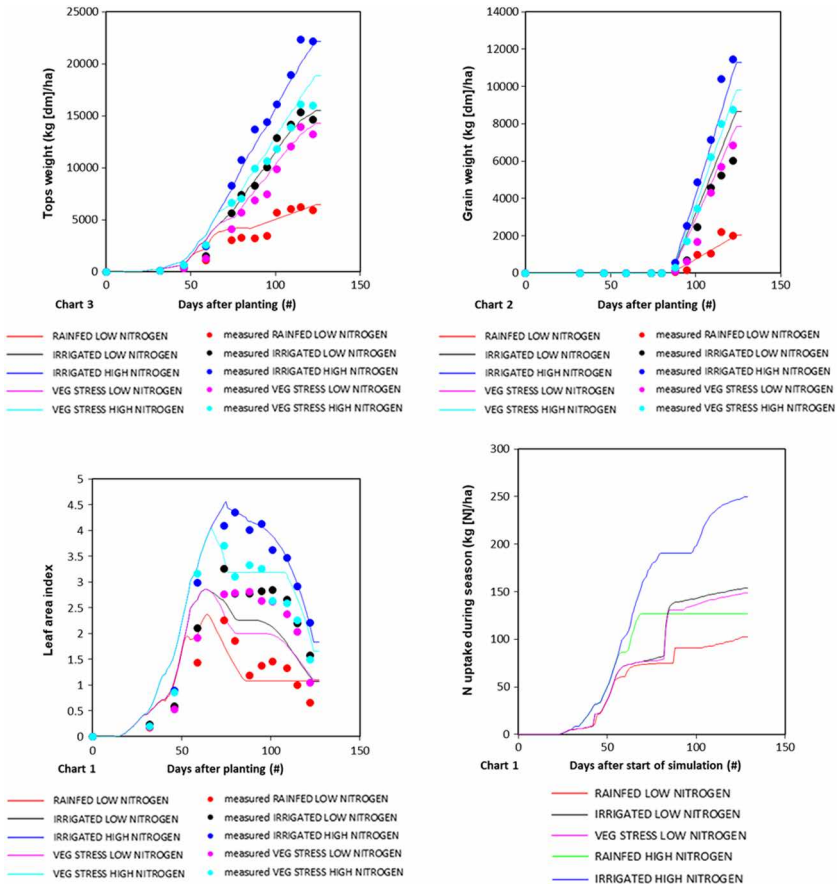 25000
20000
15000
10000
5000
0
Tops weight (kg [dm]/ha)
0 50 100 150
Chart 3 Days after planting (#)
RAINFED LOW NITROGEN measured RAINFED LOW NITROGEN
IRRIGATED LOW NITROGEN measured IRRIGATED LOW NITROGEN
IRRIGATED HIGH NITROGEN measured IRRIGATED HIGH NITROGEN
VEG STRESS LOW NITROGEN measured VEG STRESS LOW NITROGEN
VEG STRESS HIGH NITROGEN measured VEG STRESS HIGH NITROGEN
14000
12000
10000
8000
6000
4000
2000
0
Grain weight (kg [dm]/ha)
0 50 100 150
Chart 2 Days after planting (#)
RAINFED LOW NITROGEN measured RAINFED LOW NITROGEN
IRRIGATED LOW NITROGEN measured IRRIGATED LOW NITROGEN
IRRIGATED HIGH NITROGEN measured IRRIGATED HIGH NITROGEN
VEG STRESS LOW NITROGEN measured VEG STRESS LOW NITROGEN
VEG STRESS HIGH NITROGEN measured VEG STRESS HIGH NITROGEN
5
4.5
4
3.5
3
2.5
2
1.5
1
0.5
0
Leaf area index
0 50 100 150
Chart 1 Days after planting (#)
RAINFED LOW NITROGEN measured RAINFED LOW NITROGEN
IRRIGATED LOW NITROGEN measured IRRIGATED LOW NITROGEN
IRRIGATED HIGH NITROGEN measured IRRIGATED HIGH NITROGEN
VEG STRESS LOW NITROGEN measured VEG STRESS LOW NITROGEN
VEG STRESS HIGH NITROGEN measured VEG STRESS HIGH NITROGEN
300
250
200
150
100
50
0
N uptake during season (kg [N]/ha)
0 50 100 150
Chart 1 Days after start of simulation (#)
RAINFED LOW NITROGEN
IRRIGATED LOW NITROGEN
VEG STRESS LOW NITROGEN
RAINFED HIGH NITROGEN
IRRIGATED HIGH NITROGEN